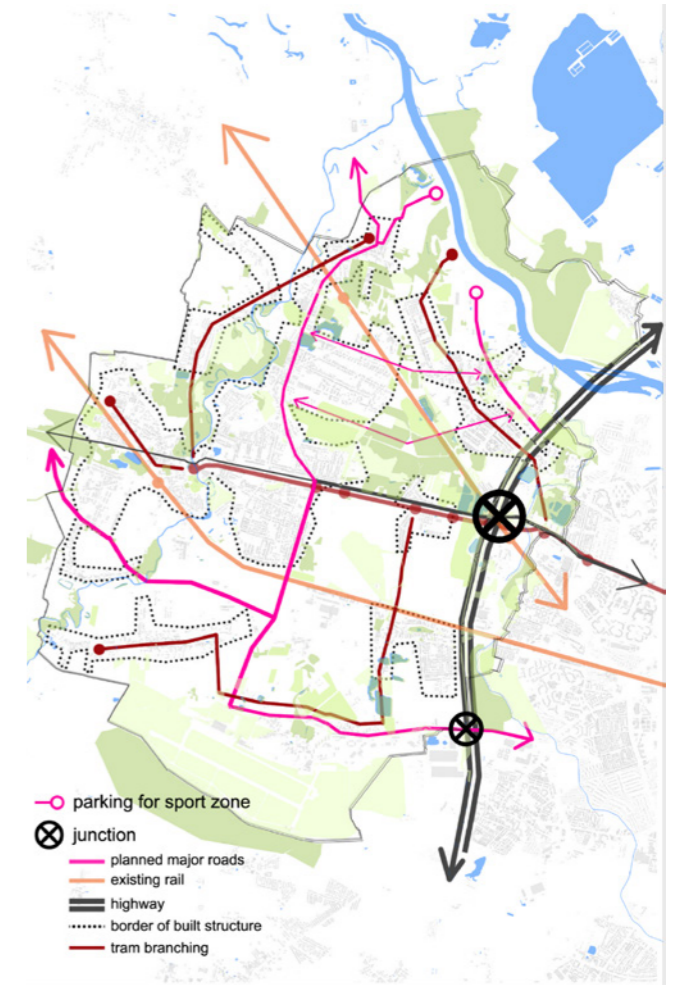 parking for sport zone
junction
planned major roads
existing rail
highway
border of built structure
tram branching